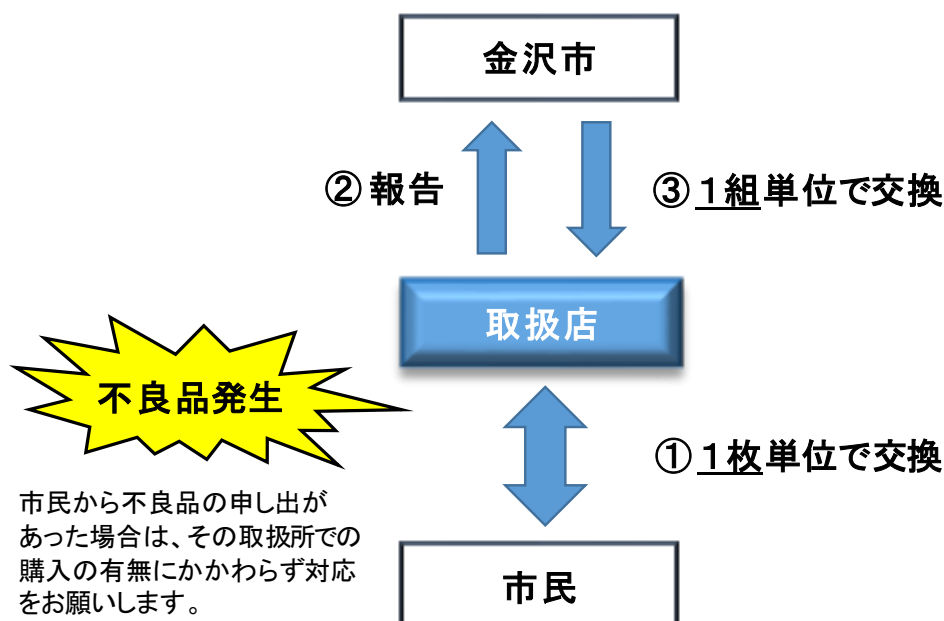 金沢市
②報告
③１組単位で交換
取扱店
不良品発生
①１枚単位で交換
市民から不良品の申し出が
あった場合は、その取扱所での
購入の有無にかかわらず対応
をお願いします。
市民